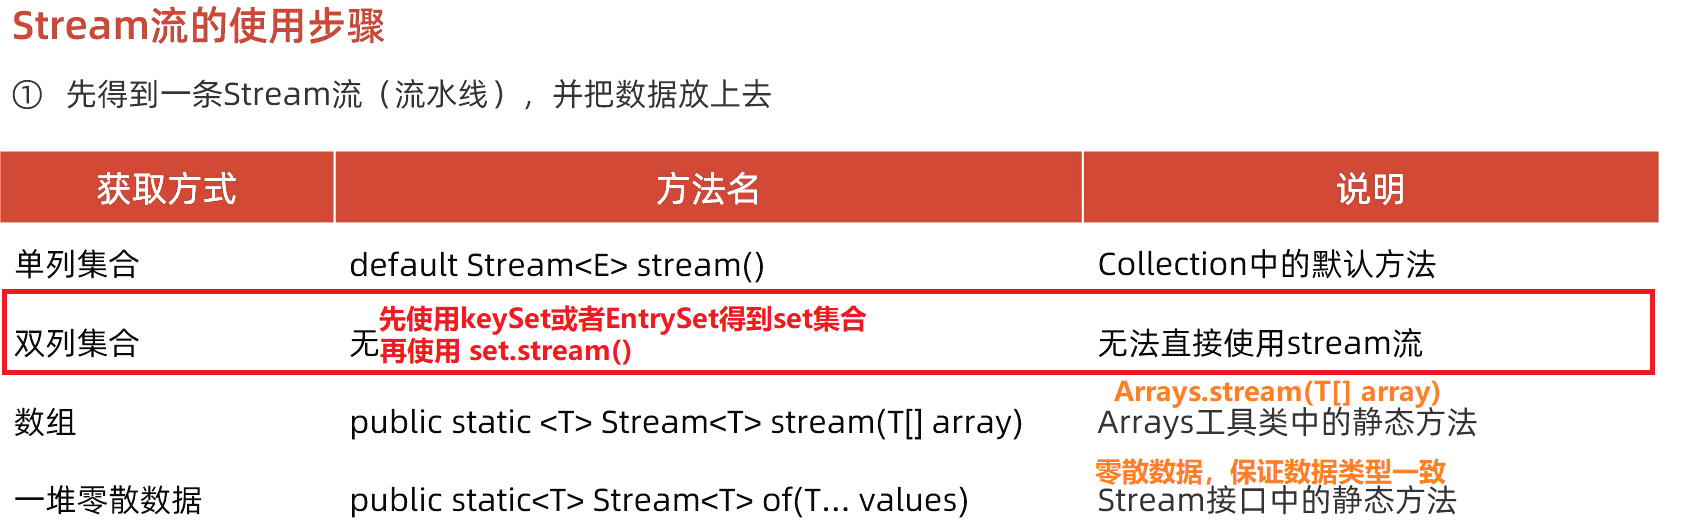 Stream流的使用步骤
① 先得到一条Stream流（流水线），并把数据放上去
获取方式 方法名 说明
单列集合 default Stream<E> stream() Collection中的默认方法
先使用keySet或者EntrySet得到set集合
双列集合 无再使用 set.stream() 无法直接使用stream流
Arrays.stream(T[] array)
数组 public static <T> Stream<T> stream(T[] array) Arrays工具类中的静态方法
零散数据，保证数据类型一致
一堆零散数据 public static<T> Stream<T> of(T... values) Stream接口中的静态方法